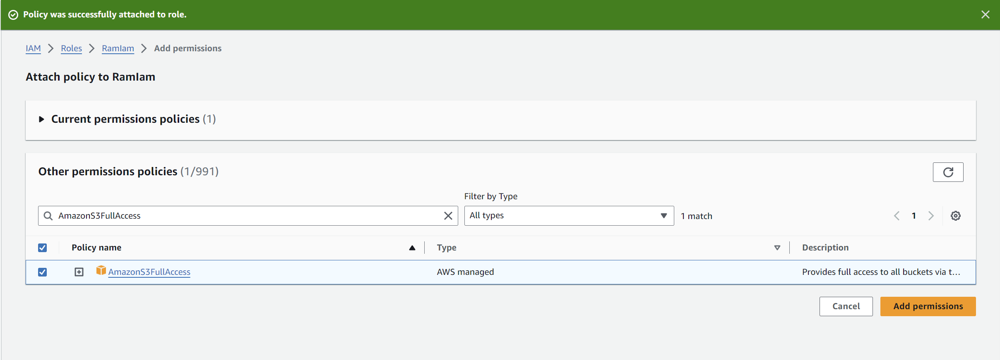 Policy was successfully attached to role.
IAM Roles RamIam Add permissions
Attach policy to RamIam
Current permissions policies (1)
Other permissions policies (1/991)
Filter by Type
AmazonS3FullAccess All types 1 match 1
Policy name Type Description
AmazonS3FullAccess AWS managed Provides full access to all buckets via t...
Cancel Add permissions